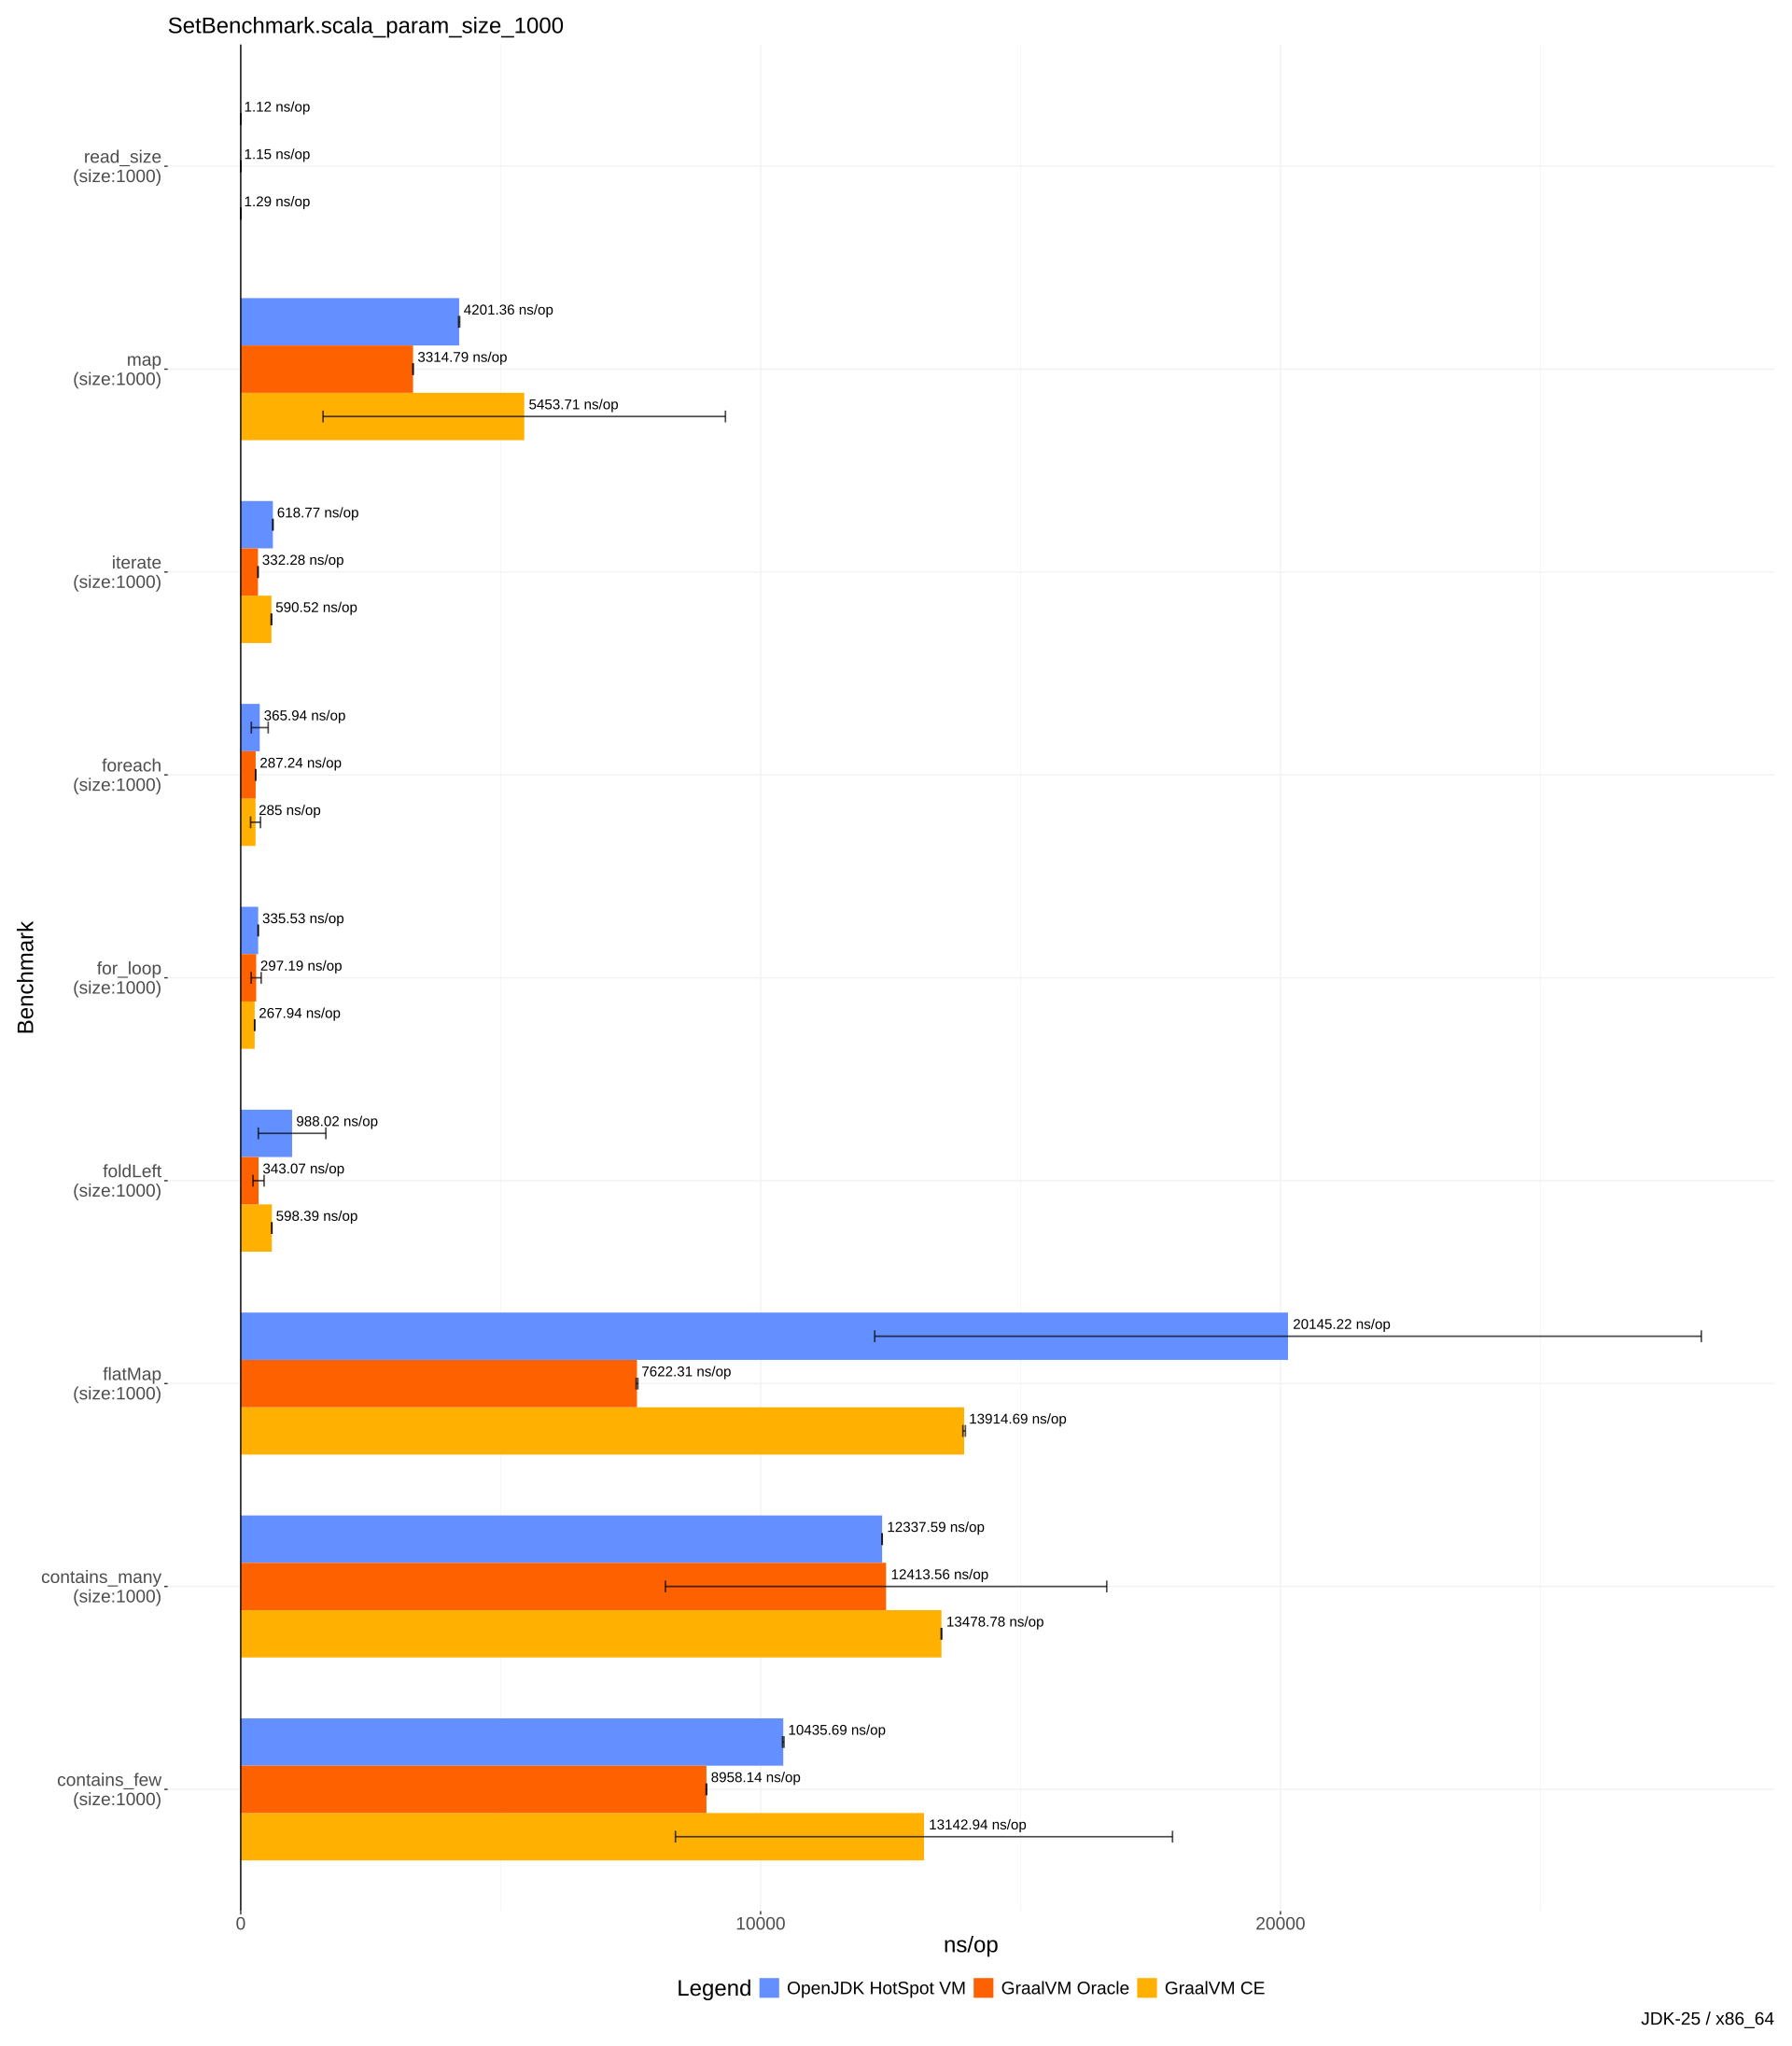 SetBenchmark.scala_param_size_1000
1.12 ns/op
1.15 ns/op
1.29 ns/op
read_size
(size:1000)
4201.36 ns/op
3314.79 ns/op
5453.71 ns/op
map
(size:1000)
618.77 ns/op
332.28 ns/op
590.52 ns/op
iterate
(size:1000)
365.94 ns/op
287.24 ns/op
285 ns/op
foreach
(size:1000)
335.53 ns/op
297.19 ns/op
267.94 ns/op
for_loop
(size:1000)
988.02 ns/op
343.07 ns/op
598.39 ns/op
foldLeft
(size:1000)
20145.22 ns/op
7622.31 ns/op
13914.69 ns/op
flatMap
(size:1000)
12337.59 ns/op
12413.56 ns/op
13478.78 ns/op
contains_many
(size:1000)
10435.69 ns/op
8958.14 ns/op
13142.94 ns/op
contains_few
(size:1000)
Benchmark
0 10000 20000
ns/op
Legend OpenJDK HotSpot VM GraalVM Oracle GraalVM CE
JDK-25 / x86_64